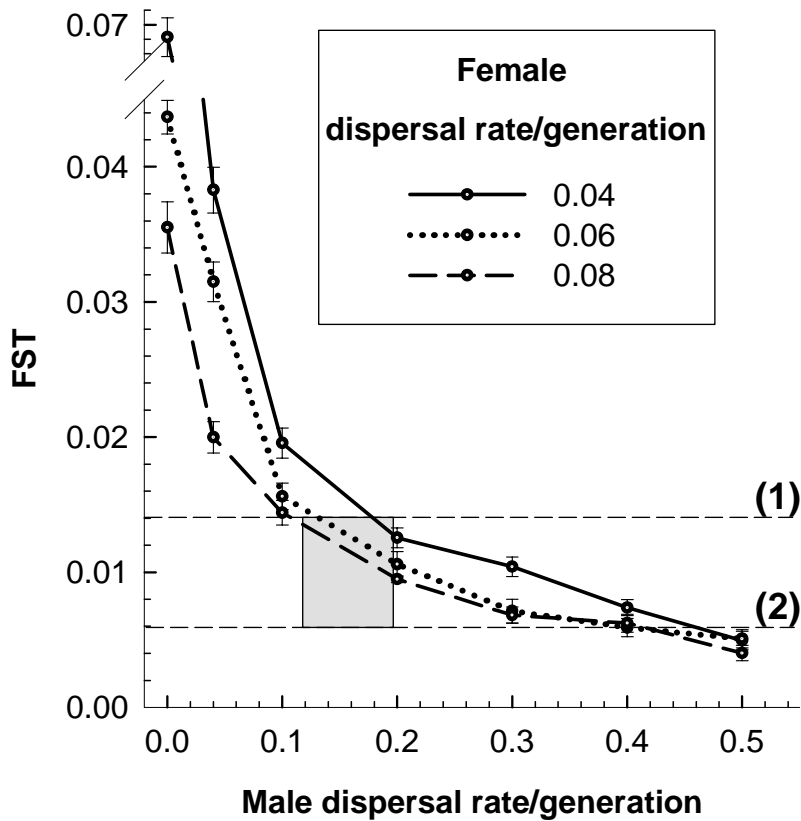 0.07
0.04
0.03
0.02
0.01
0.00
FST
Female
dispersal rate/generation
0.04
0.06
0.08
(1)
(2)
0.0 0.1 0.2 0.3 0.4 0.5
Male dispersal rate/generation